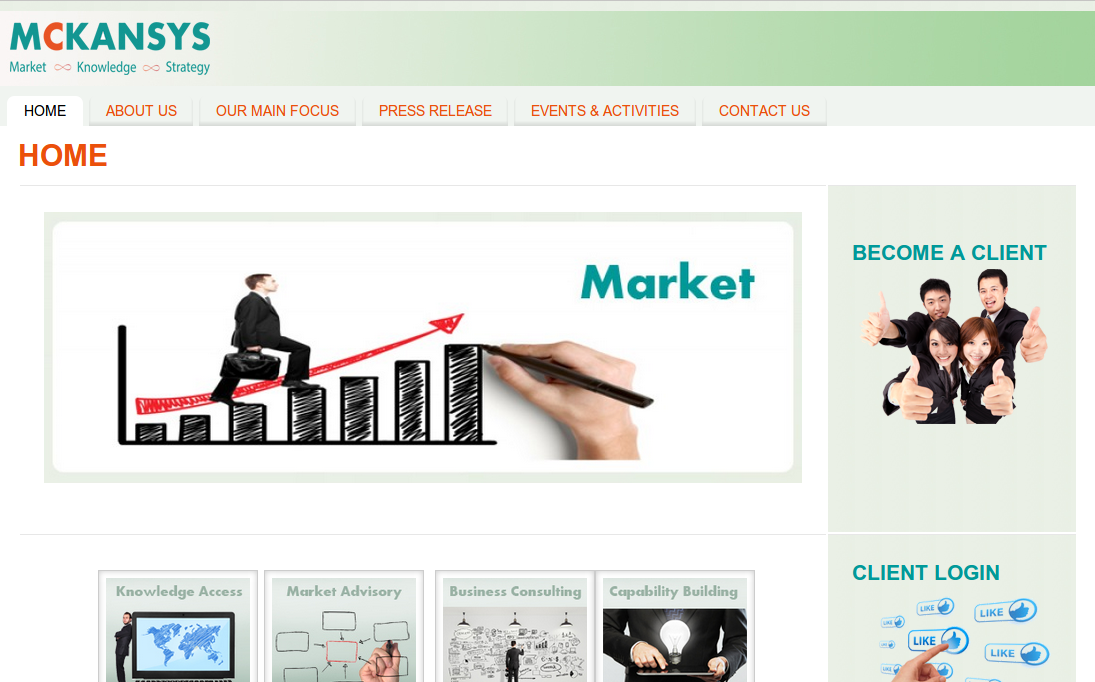 MCKANSYS
Market Knowledge Strategy
HOME ABOUT US OUR MAIN FOCUS PRESS RELEASE EVENTS & ACTIVITIES CONTACT US
HOME
Market
BECOME A CLIENT
CLIENT LOGIN
Knowledge Access
Market Advisory
Business Consulting
Capability Building
LIKE
LIKE
LIKE
LIKE
LIKE
LIKE
LIKE